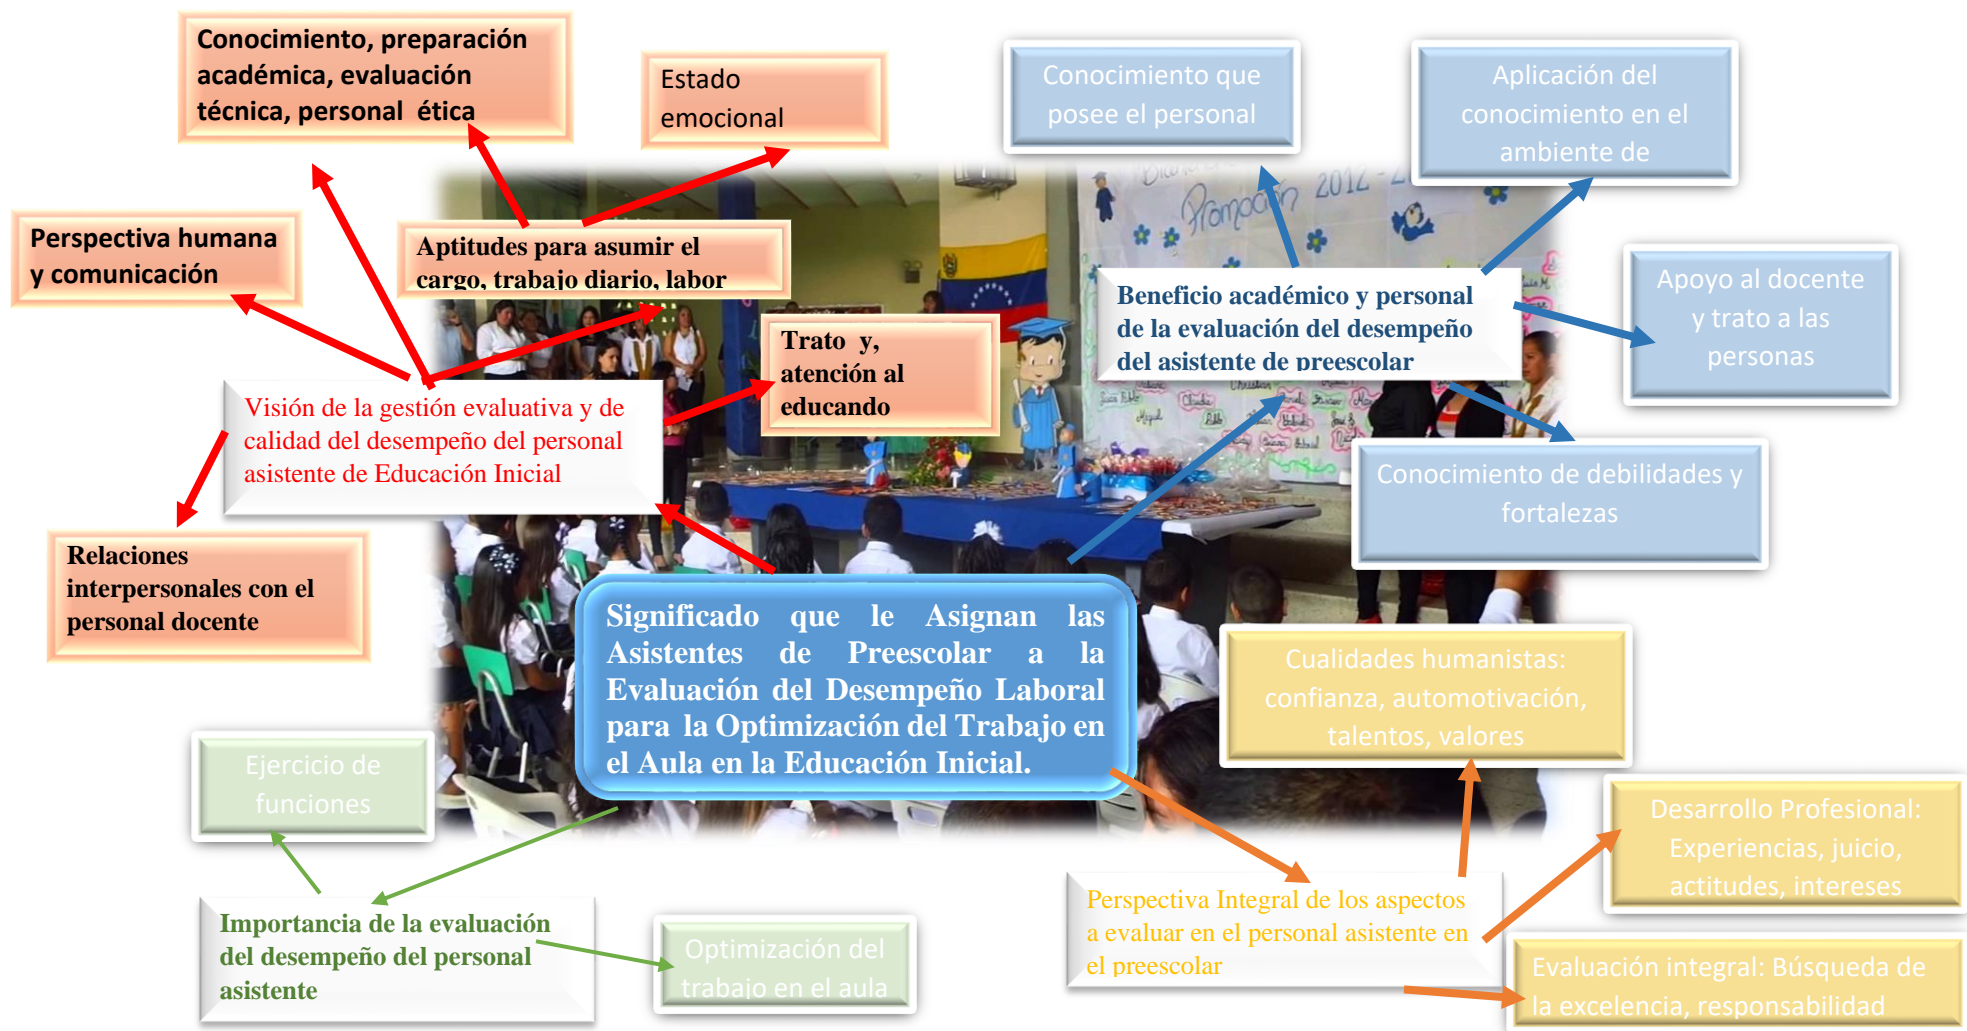 Conocimiento, preparación
académica, evaluación
técnica, personal  ética
Estado
emocional
Conocimiento que
posee el personal
Aplicación del
conocimiento en el
ambiente de
Promoción 2012 - 2
Perspectiva humana
y comunicación
Aptitudes para asumir el
cargo, trabajo diario, labor
Beneficio académico y personal
de la evaluación del desempeño
del asistente de preescolar
Apoyo al docente
y trato a las
personas
Trato  y,
atención al
educando
Visión de la gestión evaluativa y de
calidad del desempeño del personal
asistente de Educación Inicial
Christian
Claudia
Miguel
Pablo
Conocimiento de debilidades y
fortalezas
Relaciones
interpersonales con el
personal docente
Significado que le Asignan las
Asistentes de Preescolar a la
Evaluación del Desempeño Laboral
para  la Optimización del Trabajo en
el Aula en la Educación Inicial.
Cualidades humanistas:
confianza, automotivación,
talentos, valores
Ejercicio de
funciones
Desarrollo Profesional:
Experiencias, juicio,
actitudes, intereses
Importancia de la evaluación
del desempeño del personal
asistente
Optimización del
trabajo en el aula
Perspectiva Integral de los aspectos
a evaluar en el personal asistente en
el preescolar
Evaluación integral: Búsqueda de
la excelencia, responsabilidad